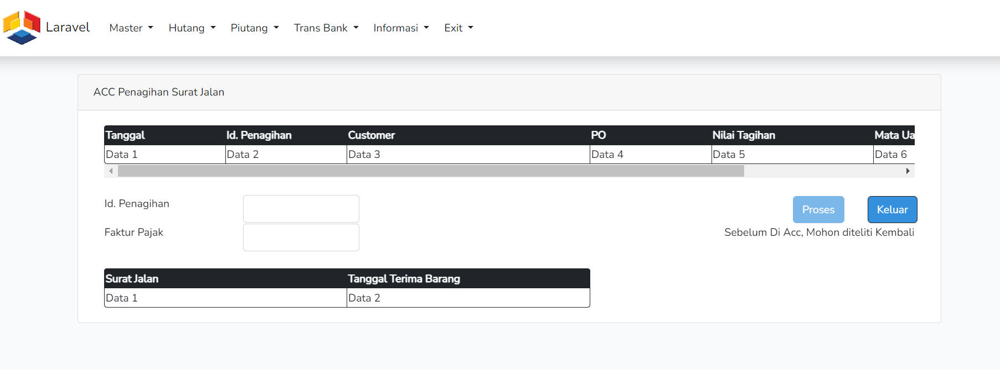 Laravel Master Hutang Piutang Trans Bank Informasi Exit
ACC Penagihan Surat Jalan
Tanggal Id. Penagihan Customer PO Nilai Tagihan Mata Ua
Data 1 Data 2 Data 3 Data 4 Data 5 Data 6
Id. Penagihan Proses Keluar
Faktur Pajak Sebelum Di Acc, Mohon diteliti Kembali
Surat Jalan Tanggal Terima Barang
Data 1 Data 2